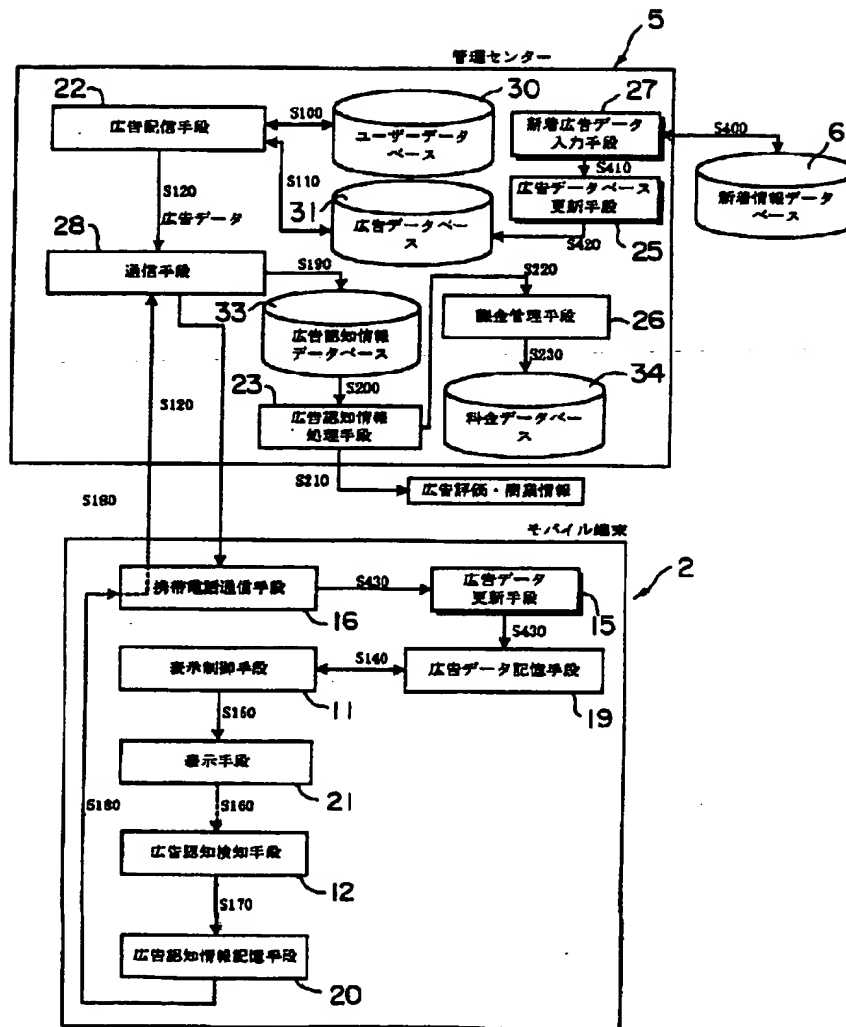 5
管理センター
22
広告配信手段
S100
30
ユーザーデータ
ベース
27
新着広告データ
入力手段
S400
6
新着情報データ
ベース
S410
S110
31
広告データベー
ス
広告データベース
更新手段
25
S420
S120
広告データ
28
通信手段
S190
33
広告認知情報
データベース
S220
課金管理手段
26
S230
34
料金データベー
ス
S200
23
広告認知情報
処理手段
S120
S210
広告評価・商業情報
S180
モバイル端末
2
携帯電話通信手段
16
S430
広告データ
更新手段
15
S430
表示制御手段
11
S140
広告データ記憶手段
19
S150
表示手段
21
S160
S180
広告認知検知手段
12
S170
広告認知情報記憶手段
20